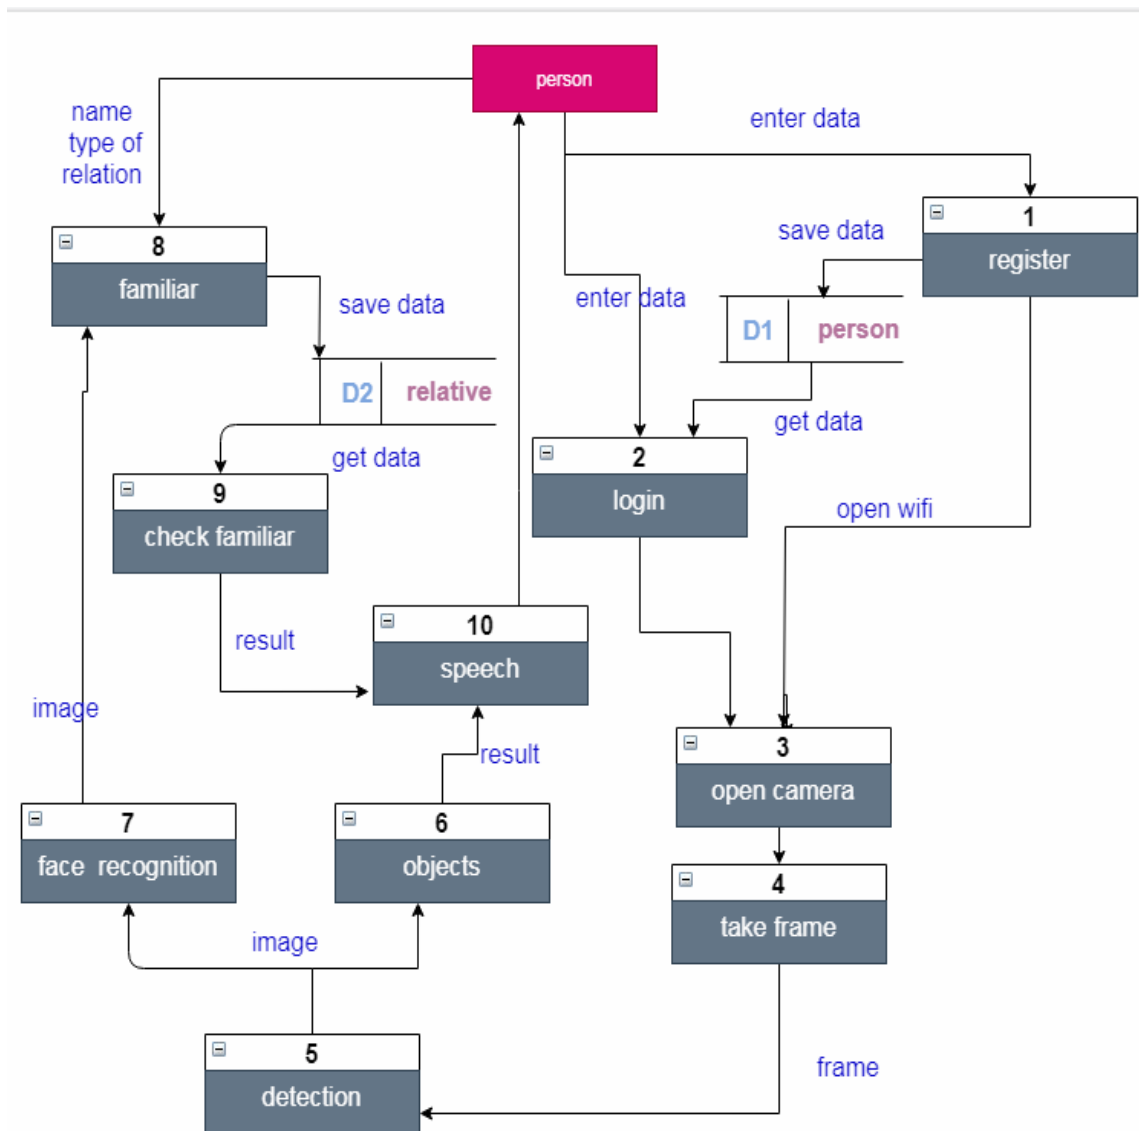 person
name
type of
relation
enter data
8
familiar
1
register
save data
enter data
save data
D1 person
D2 relative
get data
get data
2
login
9
check familiar
open wifi
10
speech
result
image
result
3
open camera
7
face recognition
6
objects
4
take frame
image
5
detection
frame